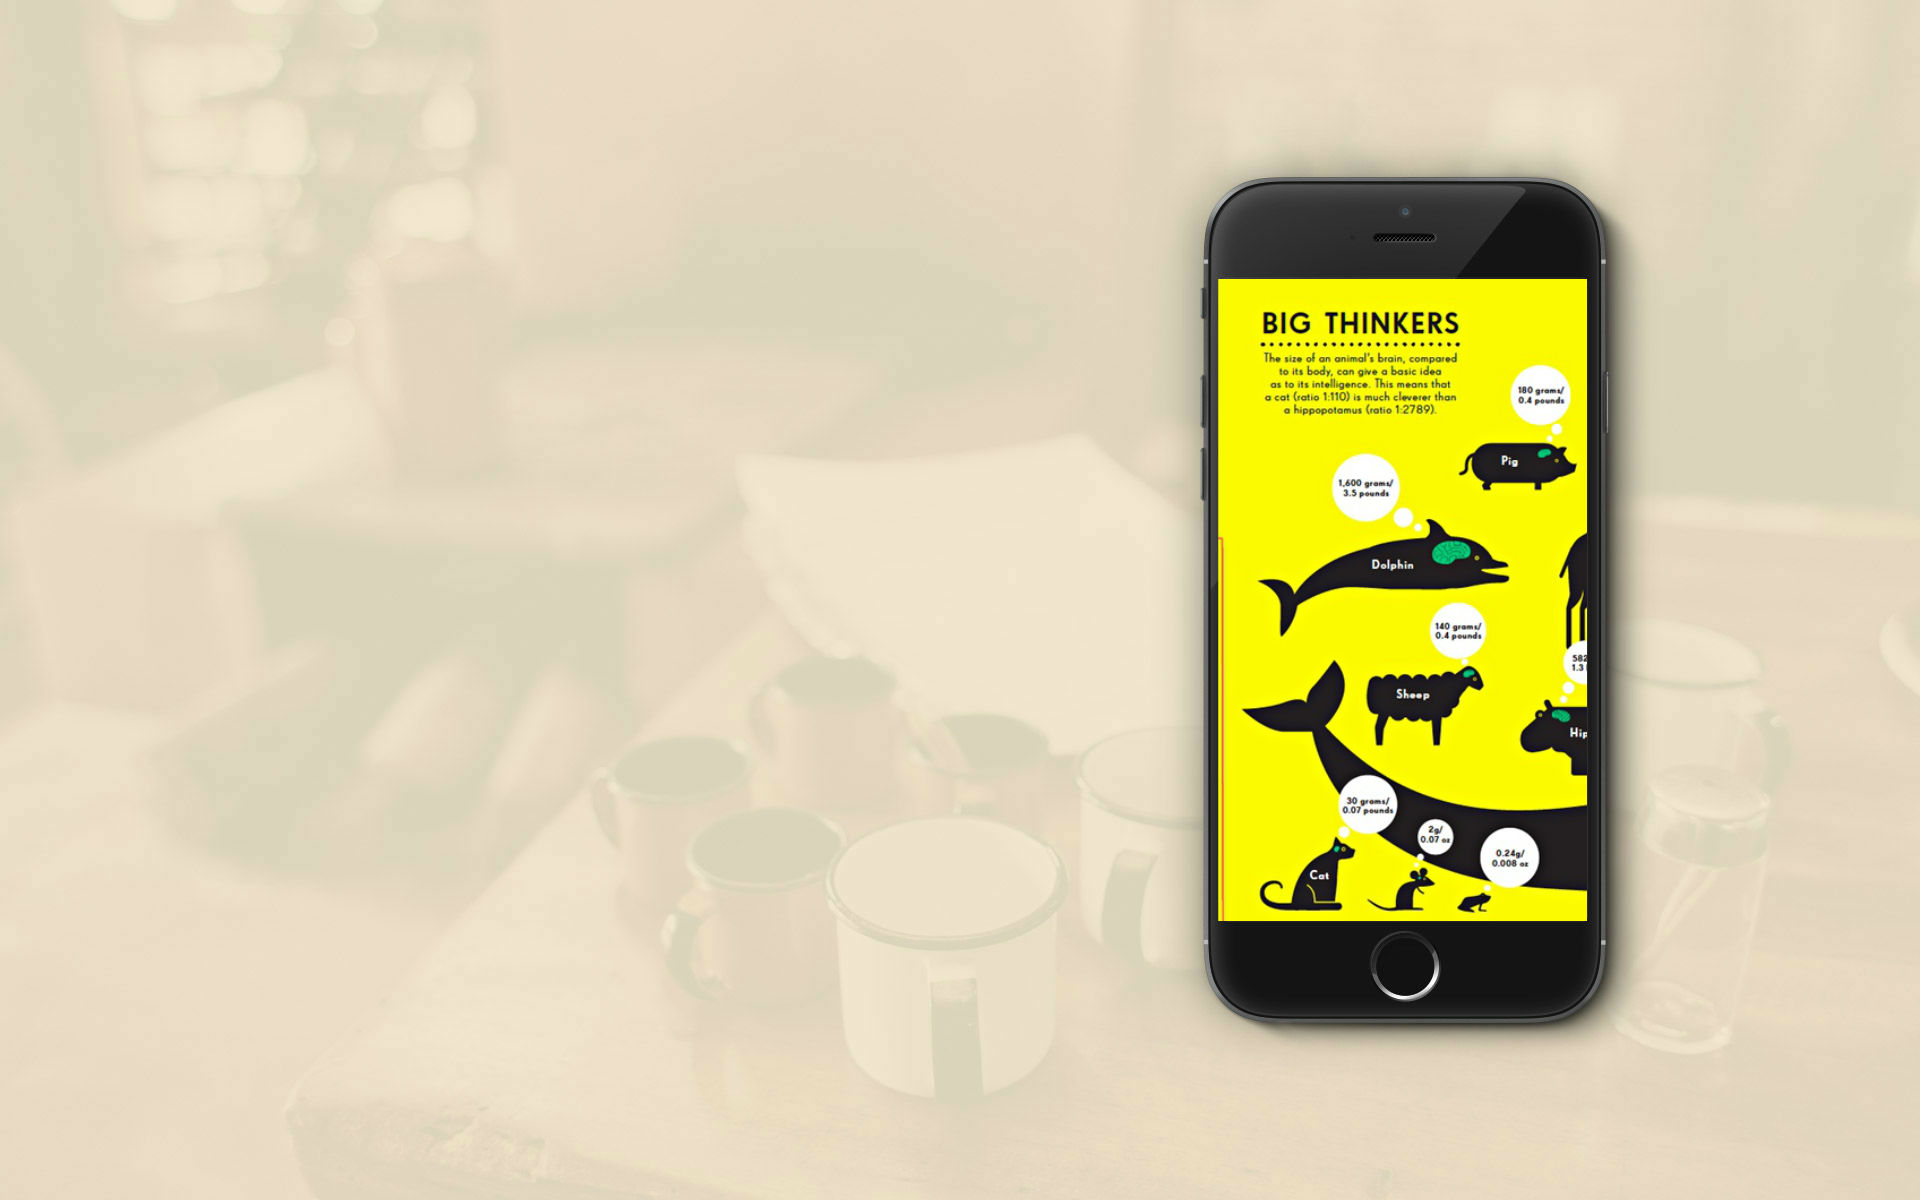 BIG THINKERS
The size of an animal's brain, compared
to its body, can give a basic idea
as to its intelligence. This means that
a cat (ratio 1:110) is much cleverer than
a hippopotamus (ratio 1:2789).
180 grams/
0.4 pounds
Pig
1,600 grams/
3.5 pounds
Dolphin
140 grams/
0.4 pounds
582
1.3
Sheep
Hip
30 grams/
0.07 pounds
2g/
0.07 oz
0.24g/
0.008 oz
Cat